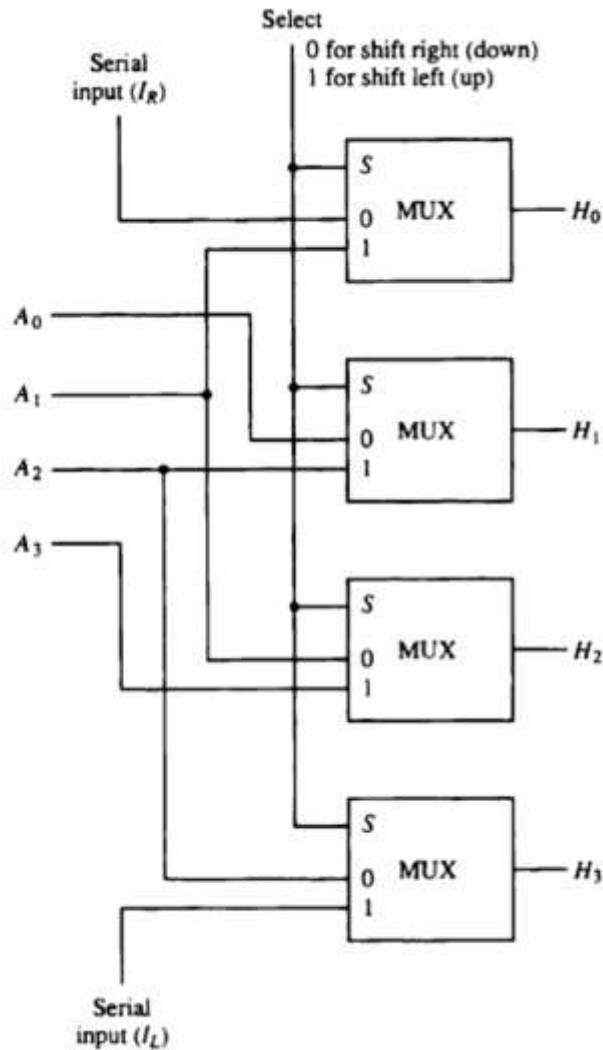 Select
0 for shift right (down)
1 for shift left (up)
Serial
input (I_R)
S
MUX
0
1
H_0
A_0
A_1
A_2
A_3
S
MUX
0
1
H_1
S
MUX
0
1
H_2
S
MUX
0
1
H_3
Serial
input (I_L)